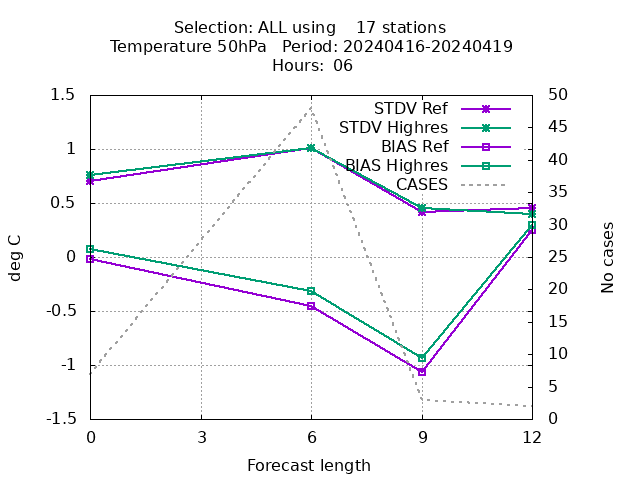 Selection: ALL using    17 stations
Temperature 50hPa   Period: 20240416-20240419
Hours:  06
STDV Ref
STDV Highres
BIAS Ref
BIAS Highres
CASES
1.5
1
0.5
0
-0.5
-1
-1.5
deg C
50
45
40
35
30
25
20
15
10
5
0
No cases
0 3 6 9 12
Forecast length